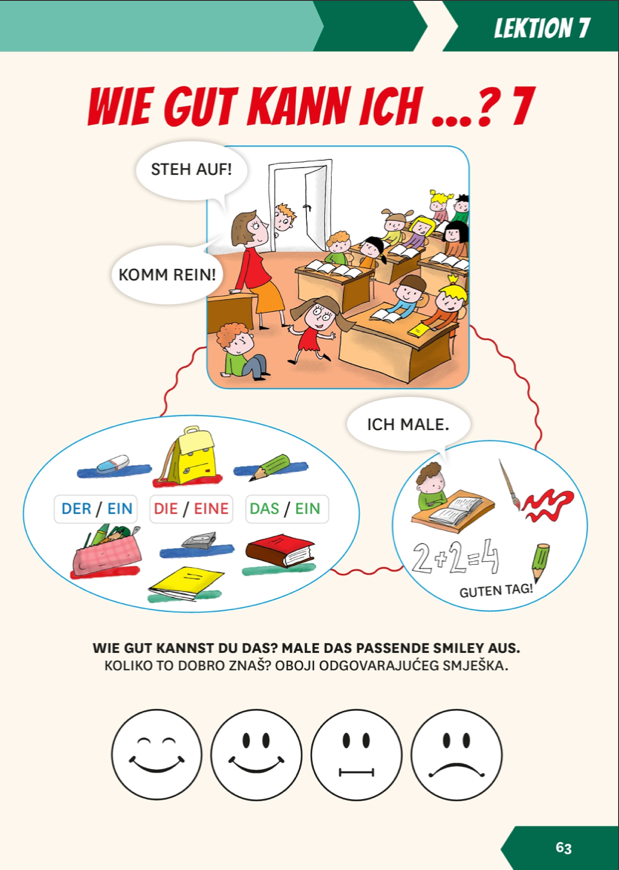 LEKTION 7
WIE GUT KANN ICH ...? 7
STEH AUF!
KOMM REIN!
ICH MALE.
DER / EIN
DIE / EINE
DAS / EIN
2+2=4
GUTEN TAG!
WIE GUT KANNST DU DAS? MALE DAS PASSENDE SMILEY AUS.
KOLIKO TO DOBRO ZNAŠ? OBOJI ODGOVARAJUĆEG SMJEŠKA.
63